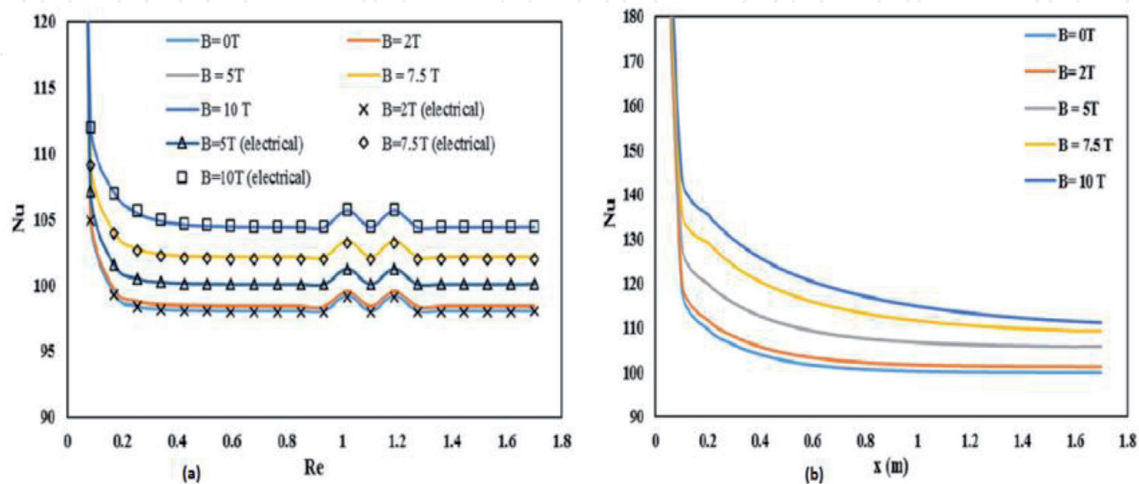 120
115
110
105
100
95
90
Nu
B= 0T
B= 2T
B = 5T
B = 7.5 T
B= 10 T
B=2T (electrical)
B=5T (electrical)
B=7.5T (electrical)
B=10T (electrical)
0 0.2 0.4 0.6 0.8 1 1.2 1.4 1.6 1.8
(a) Re
180
170
160
150
140
130
120
110
100
90
Nu
B= 0T
B= 2T
B= 5T
B = 7.5 T
B= 10 T
0 0.2 0.4 0.6 0.8 1 1.2 1.4 1.6 1.8
(b) x (m)